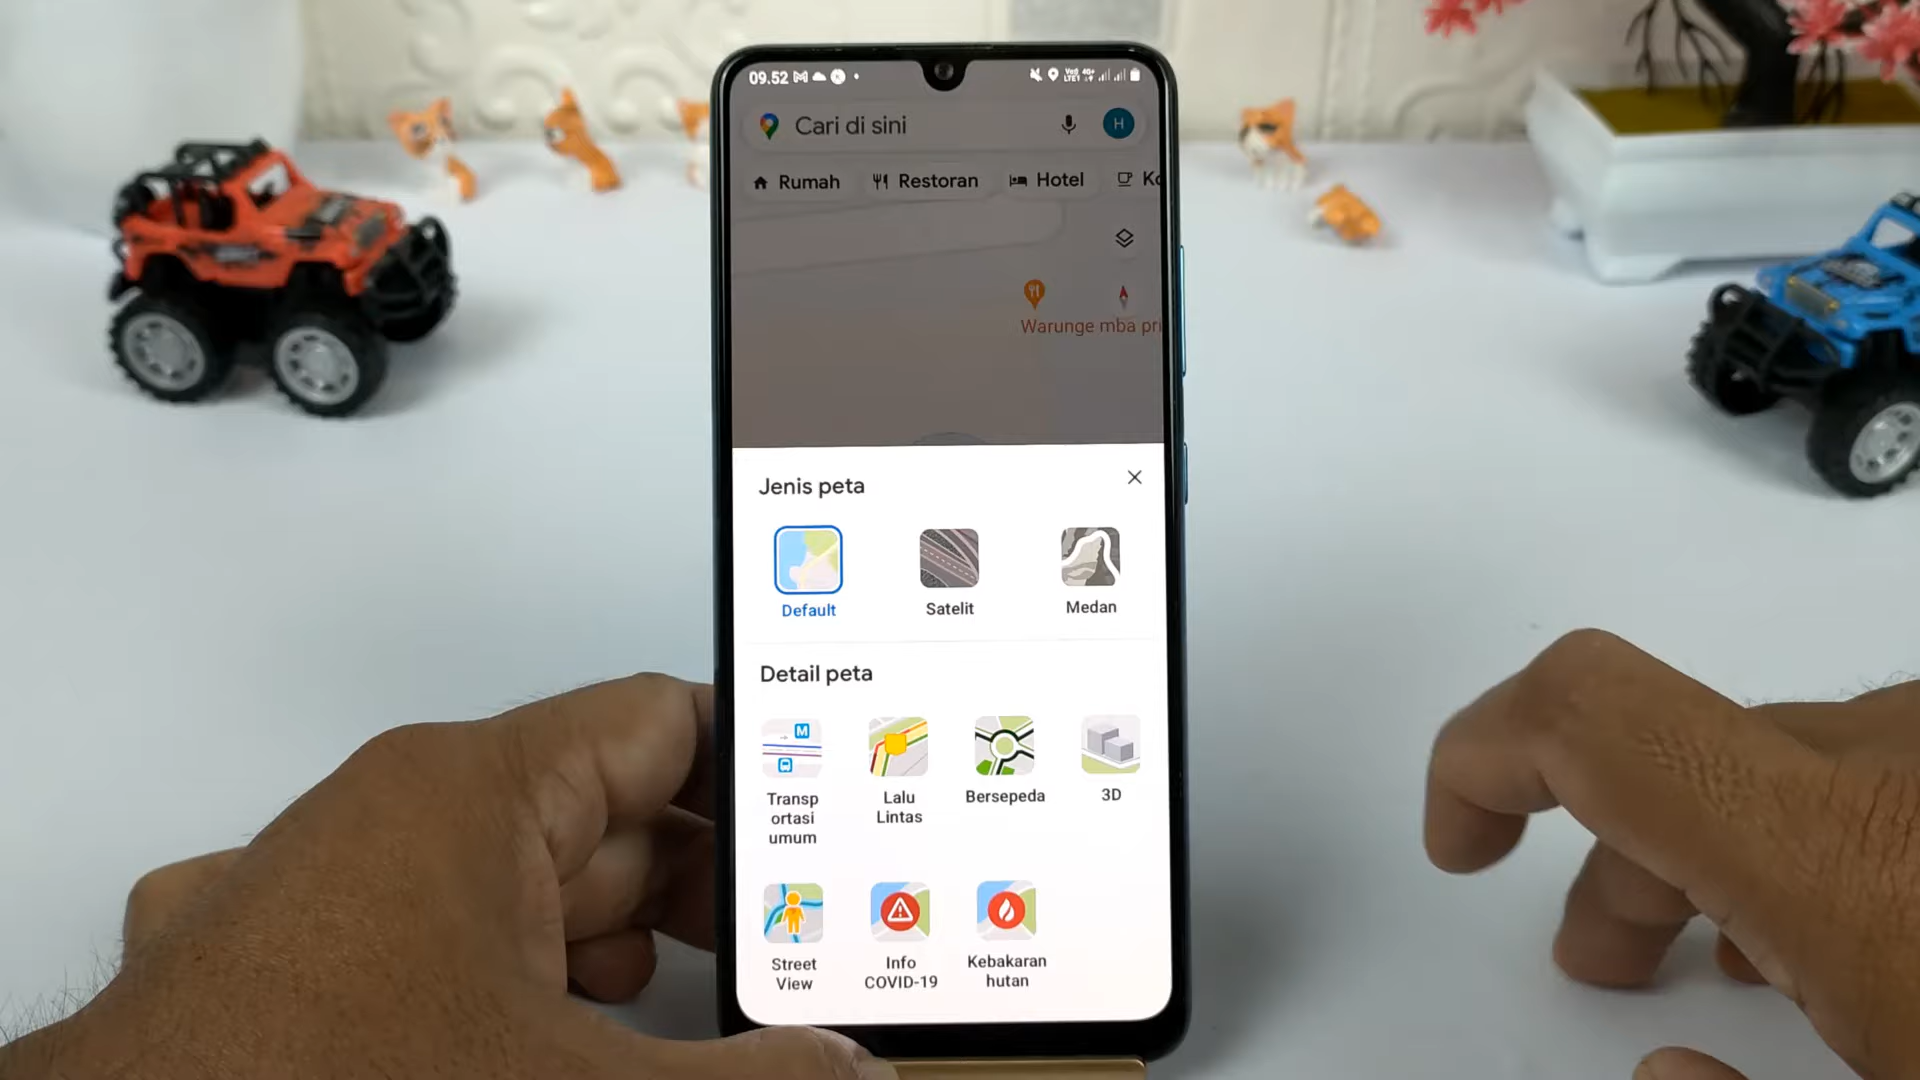 09.52
Cari di sini
H
Rumah
Restoran
Hotel
Warunge mba pri
Jenis peta
Default
Satelit
Medan
Detail peta
M
Transp
ortasi
umum
Lalu
Lintas
Bersepeda
3D
Street
View
Info
COVID-19
Kebakaran
hutan